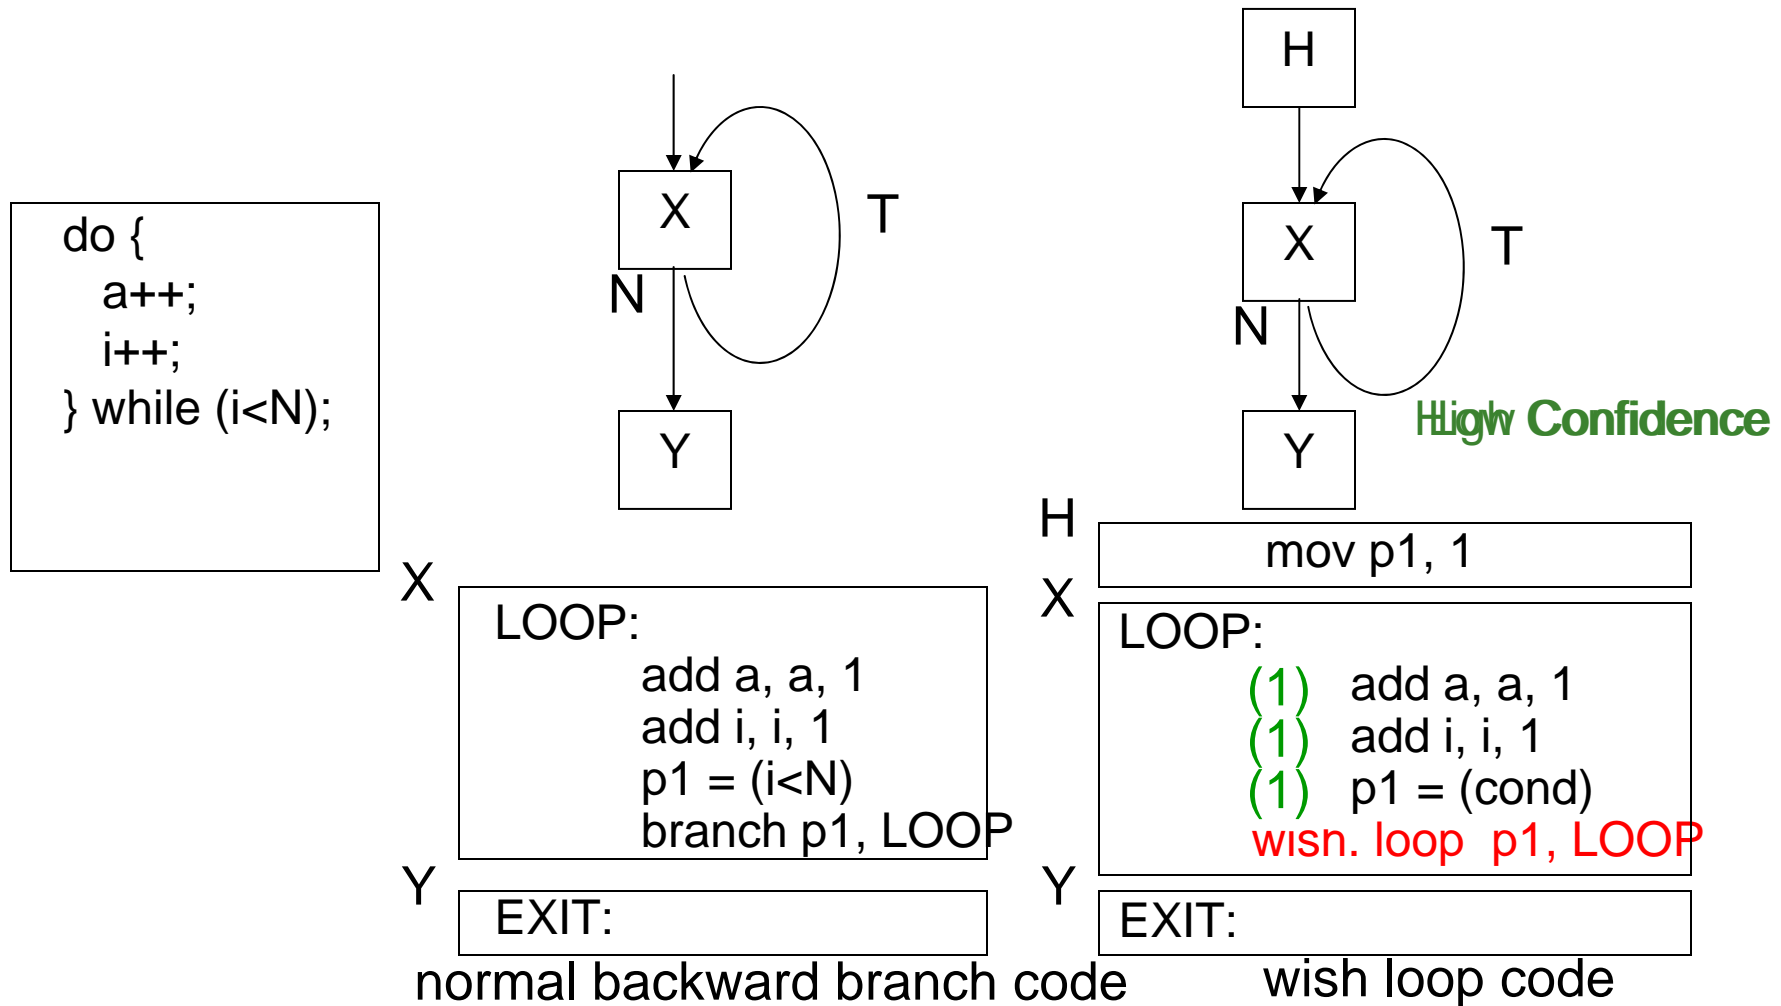 do {
a++;
i++;
} while (i<N);
X
T
N
Y
H
X
T
N
Y
Confidence
X
LOOP:
add a, a, 1
add i, i, 1
p1 = (i<N)
branch p1, LOOP
Y
EXIT:
normal backward branch code
H
mov p1, 1
X
LOOP:
(1) add a, a, 1
(1) add i, i, 1
(1) p1 = (cond)
wisn. loop p1, LOOP
Y
EXIT:
wish loop code